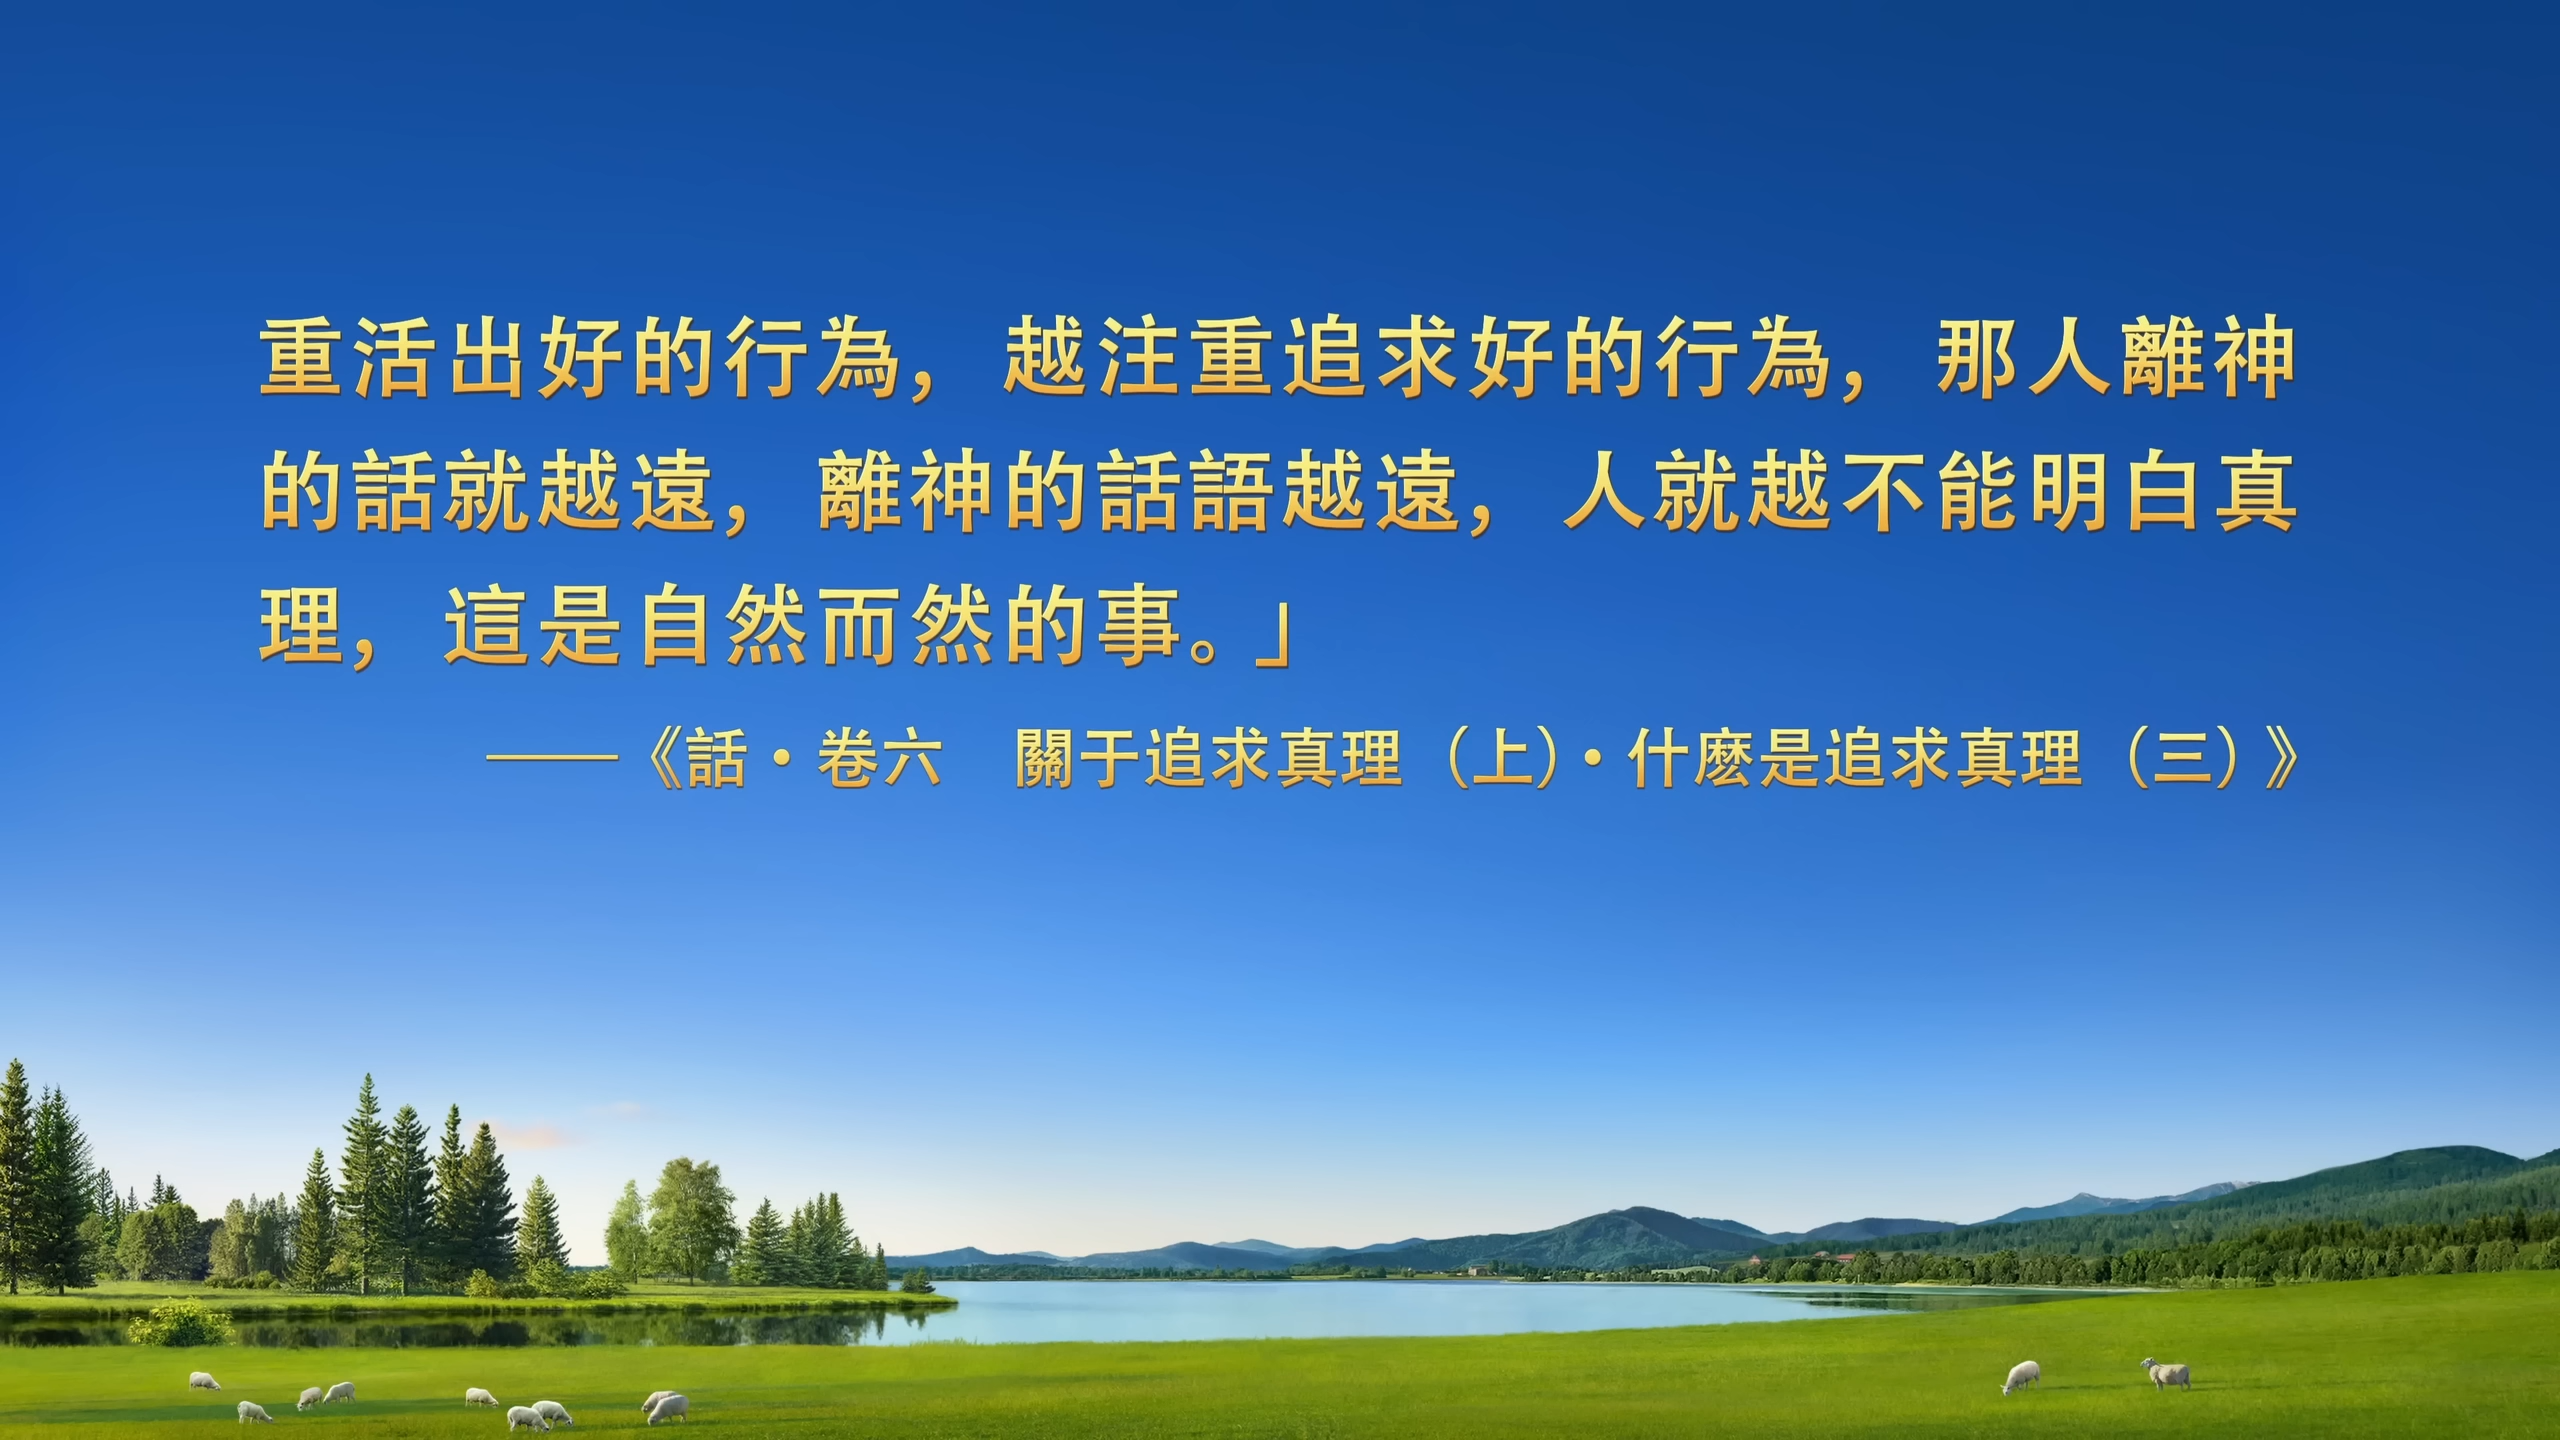 重活出好的行為，越注重追求好的行為，那人離神
的話就越遠，離神的話語越遠，人就越不能明白真
理，這是自然而然的事。」
——《話・卷六　關于追求真理（上）・什麽是追求真理（三）》